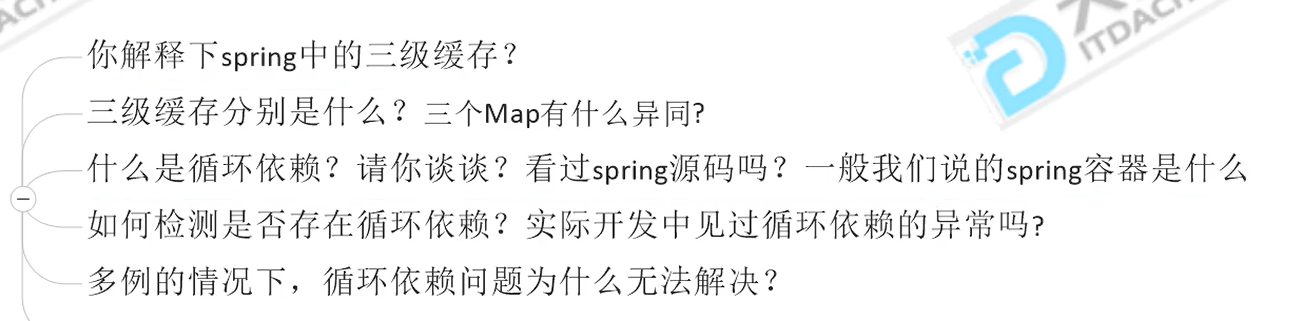 ITDACH
你解释下spring中的三级缓存？
三级缓存分别是什么？三个Map有什么异同?
什么是循环依赖？请你谈谈？看过spring源码吗？一般我们说的spring容器是什么
如何检测是否存在循环依赖？实际开发中见过循环依赖的异常吗?
多例的情况下，循环依赖问题为什么无法解决？